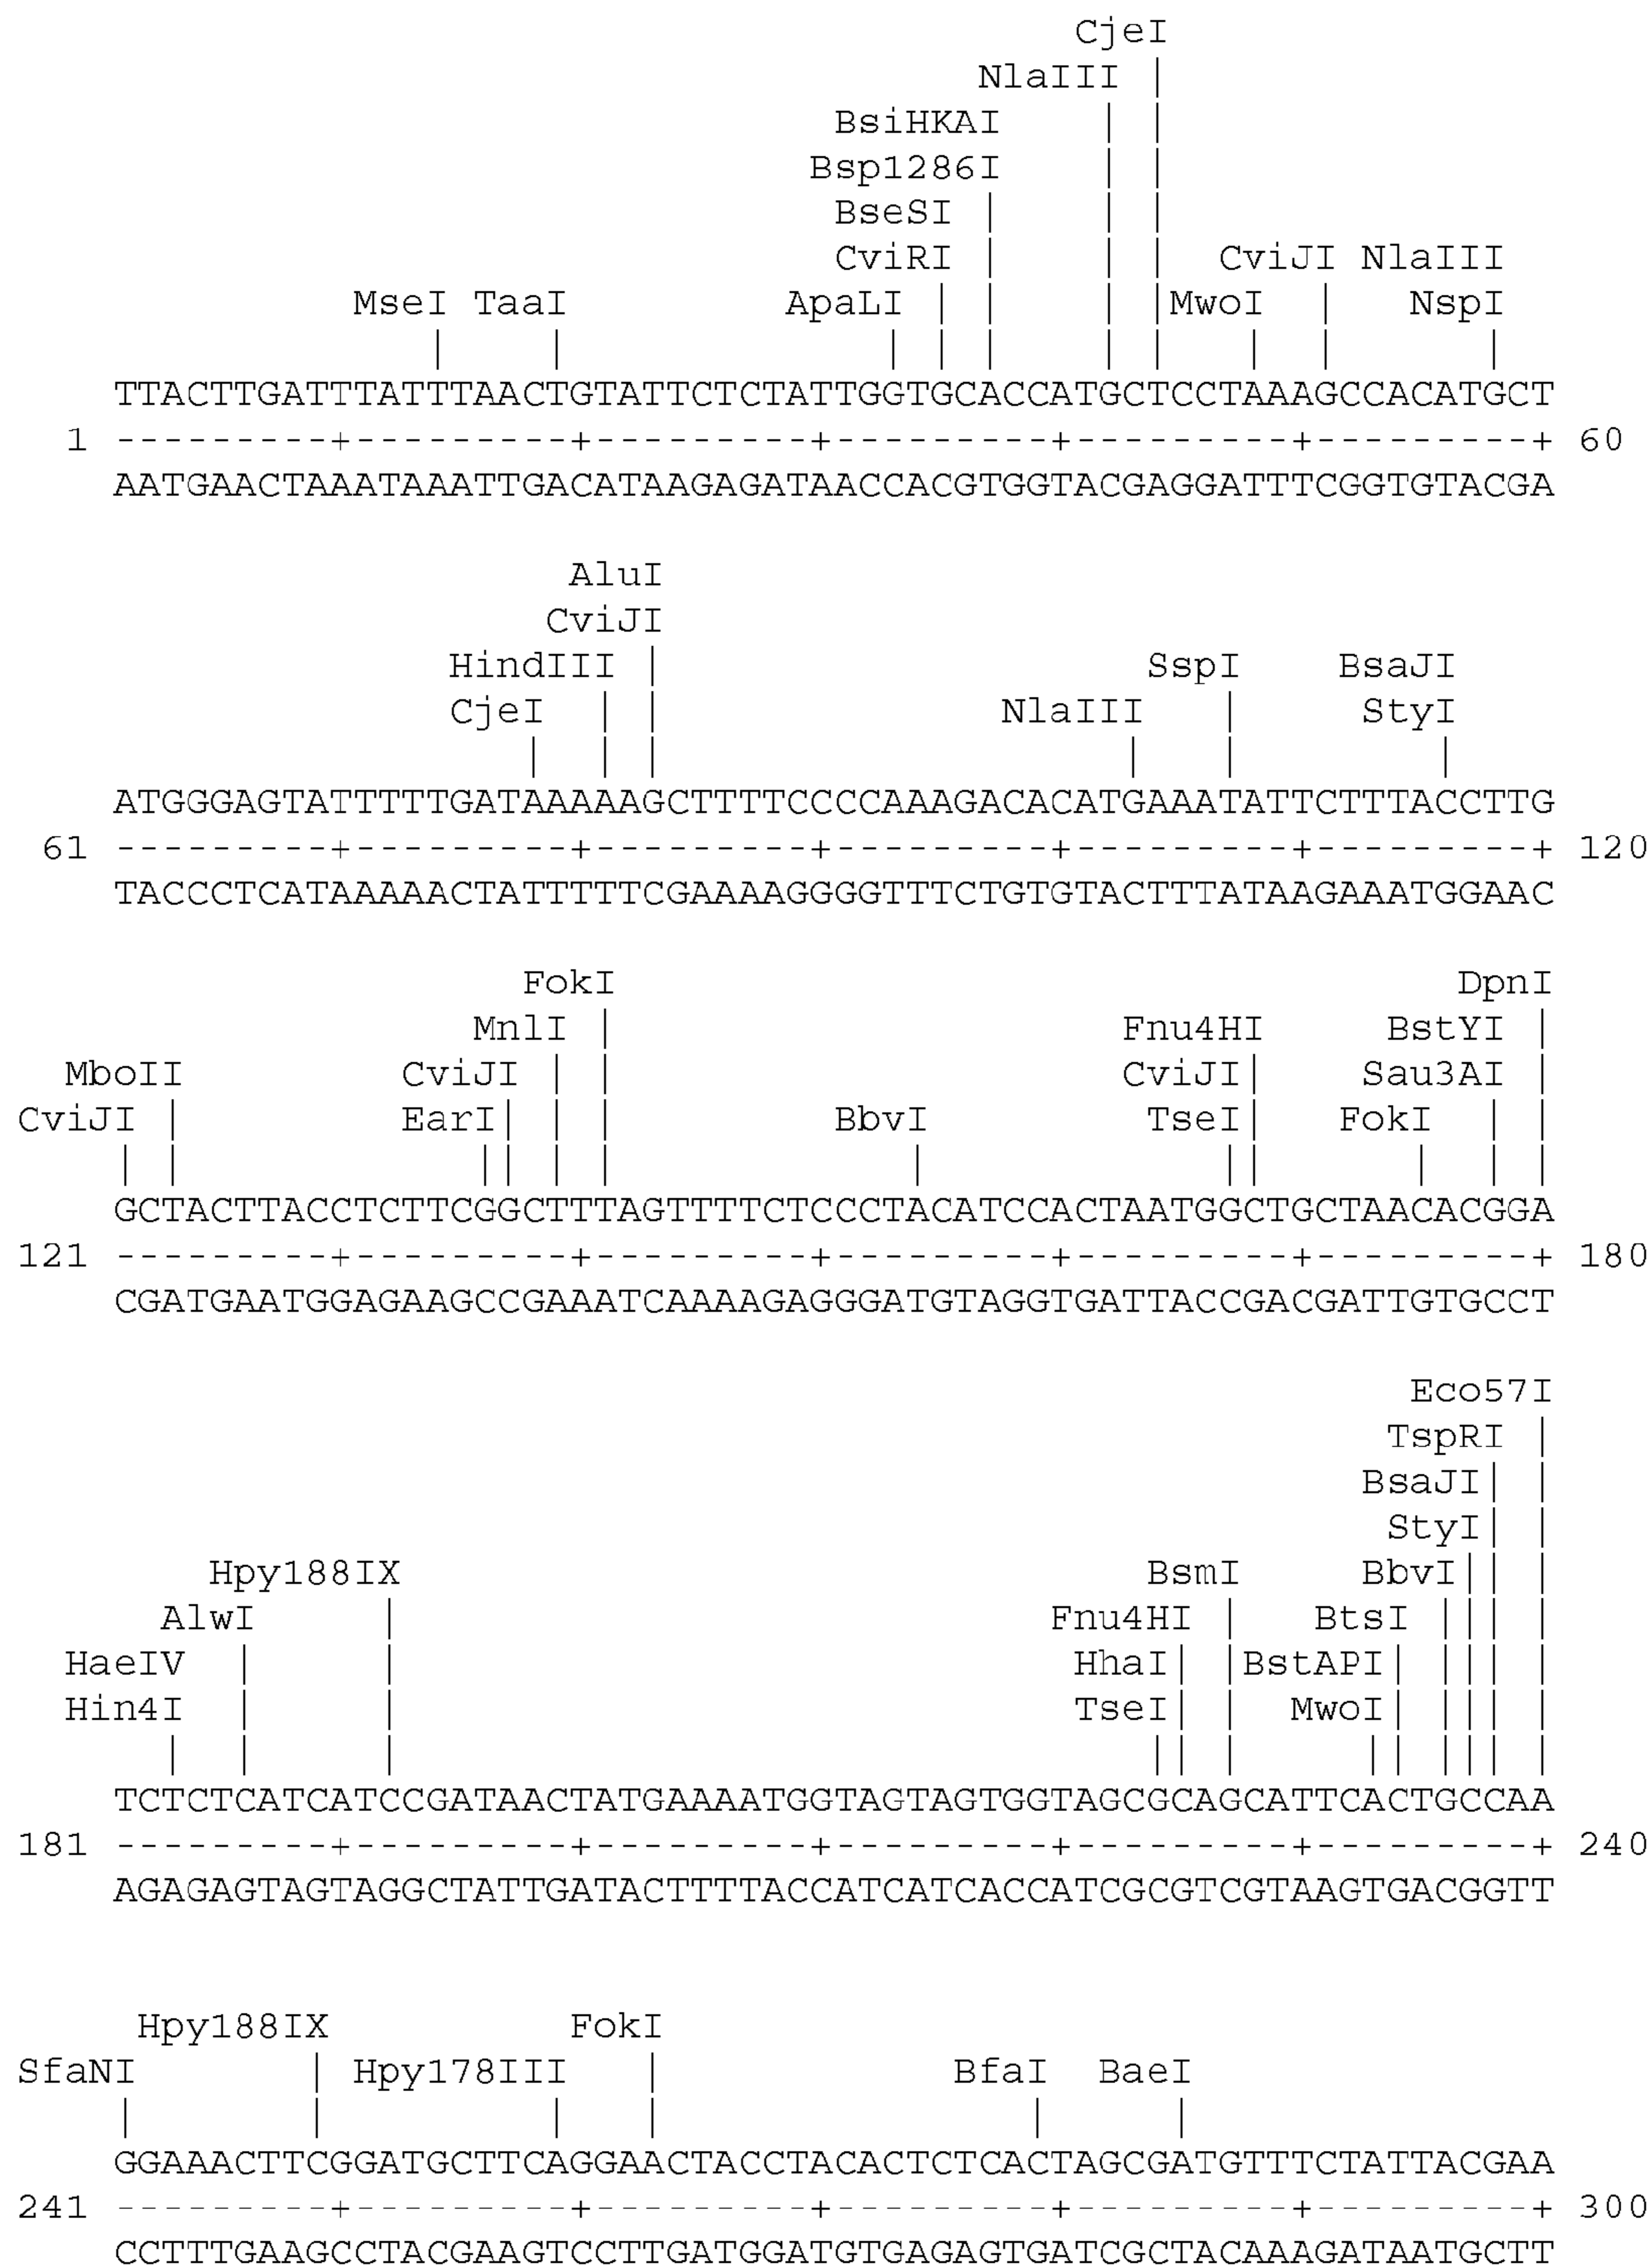 CjeI
NlaIII
BsiHKAI
Bsp1286I
BseSI
CviRI CviJI NlaIII
MseI TaaI ApaLI MwoI NspI
TTACTTGATTTATTTAACTGTATTCTCTATTGGTGCACCATGCTCCTAAAGCCACATGCT
1 ---------+---------+---------+---------+---------+---------+ 60
AATGAACTAAATAAATTGACATAAGAGATAACCACGTGGTACGAGGATTTCGGTGTACGA
AluI
CviJI
HindIII SspI BsaJI
CjeI NlaIII StyI
ATGGGAGTATTTTTGATAAAAAGCTTTTCCCCAAAGACACATGAAATATTCTTTACCTTG
61 ---------+---------+---------+---------+---------+---------+ 120
TACCCTCATAAAAACTATTTTTCGAAAAGGGGTTTCTGTGTACTTTATAAGAAATGGAAC
FokI DpnI
MnlI Fnu4HI BstYI
MboII CviJI CviJI Sau3AI
CviJI EarI BbvI TseI FokI
GCTACTTACCTCTTCGGCTTTAGTTTTCTCCCTACATCCACTAATGGCTGCTAACACGGA
121 ---------+---------+---------+---------+---------+---------+ 180
CGATGAATGGAGAAGCCGAAATCAAAAGAGGGATGTAGGTGATTACCGACGATTGTGCCT
Eco57I
TspRI
BsaJI
StyI
Hpy188IX BsmI BbvI
AlwI Fnu4HI BtsI
HaeIV HhaI BstAPI
Hin4I TseI MwoI
TCTCTCATCATCCGATAACTATGAAAATGGTAGTAGTGGTAGCGCAGCATTCACTGCCAA
181 ---------+---------+---------+---------+---------+---------+ 240
AGAGAGTAGTAGGCTATTGATACTTTTACCATCATCACCATCGCGTCGTAAGTGACGGTT
Hpy188IX FokI
SfaNI Hpy178III BfaI BaeI
GGAAACTTCGGATGCTTCAGGAACTACCTACACTCTCACTAGCGATGTTTCTATTACGAA
241 ---------+---------+---------+---------+---------+---------+ 300
CCTTTGAAGCCTACGAAGTCCTTGATGGATGTGAGAGTGATCGCTACAAAGATAATGCTT